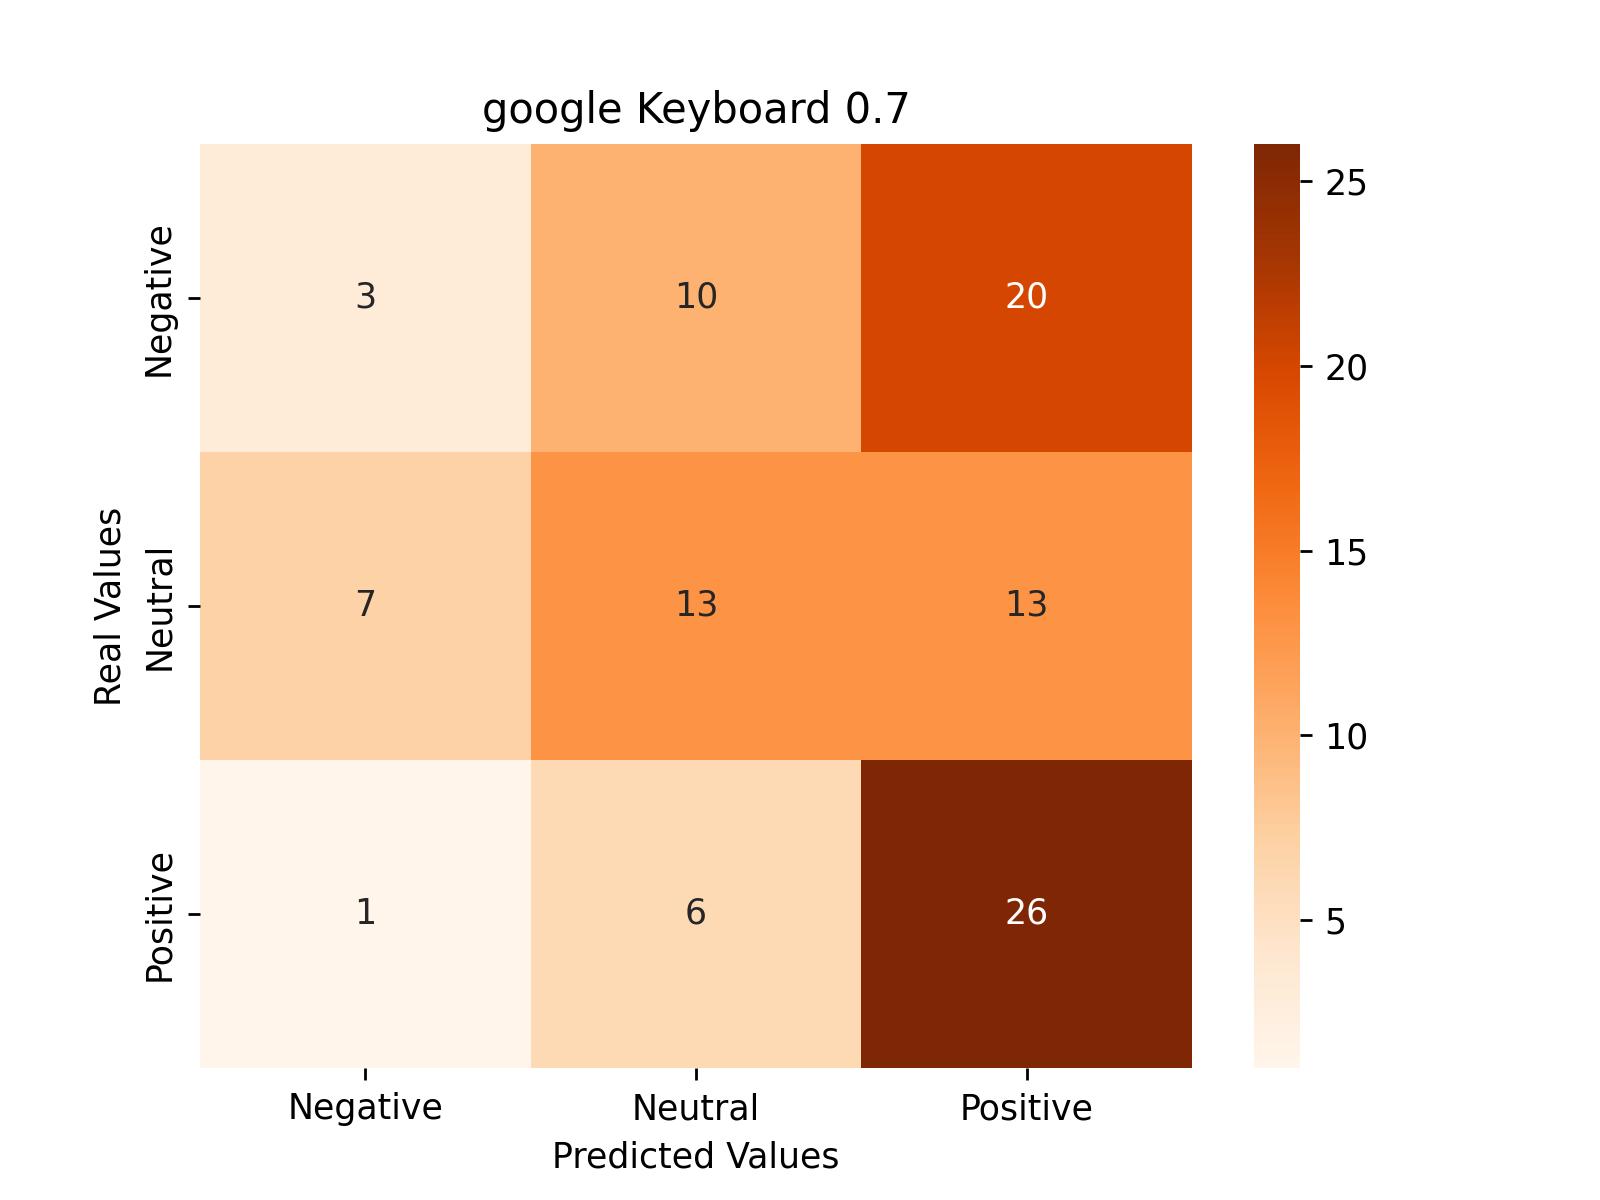 google Keyboard 0.7
Real Values
Negative
3 10 20
Neutral
7 13 13
Positive
1 6 26
Negative Neutral Positive
Predicted Values
25
20
15
10
5